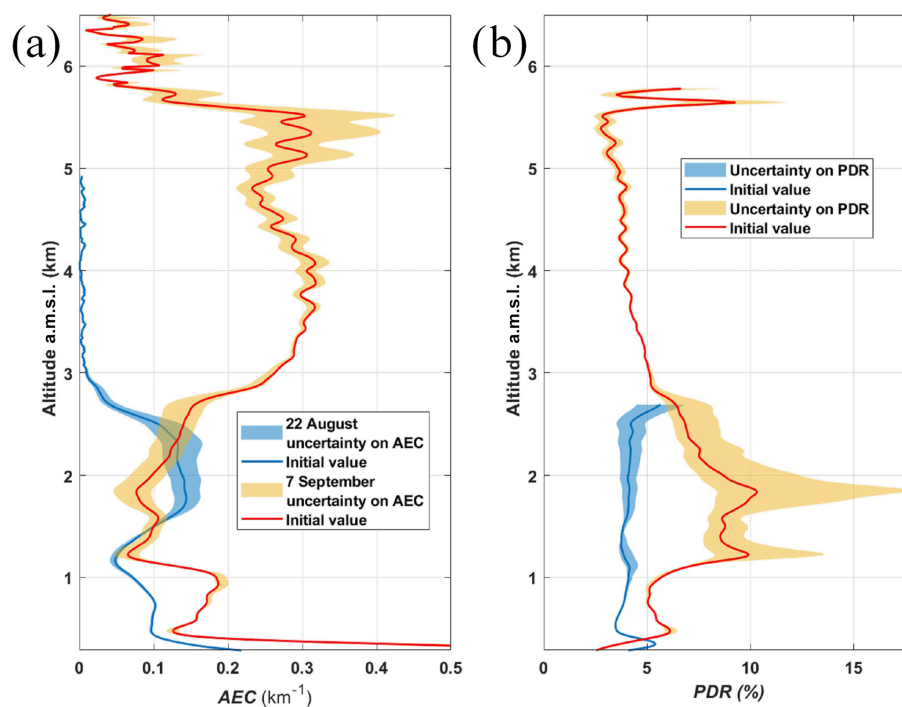 (a)
6
5
4
3
2
1
Altitude a.m.s.l. (km)
22 August
uncertainty on AEC
Initial value
7 September
uncertainty on AEC
Initial value
0 0.1 0.2 0.3 0.4 0.5
AEC (km⁻¹)
(b)
6
5
4
3
2
1
Altitude a.m.s.l. (km)
Uncertainty on PDR
Initial value
Uncertainty on PDR
Initial value
0 5 10 15
PDR (%)